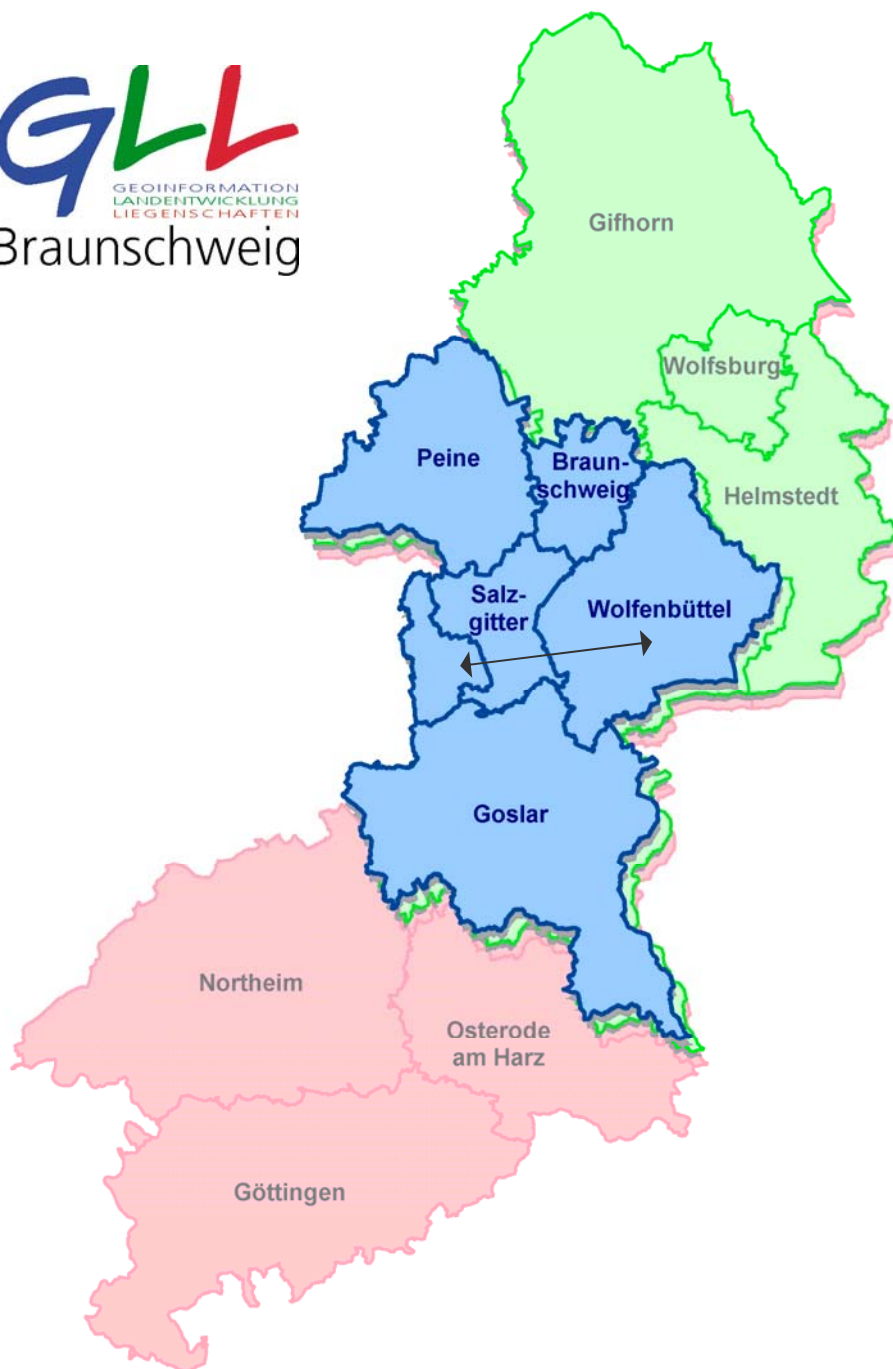 GLL
GEOINFORMATION
LANDENTWICKLUNG
LIEGENSCHAFTEN
Braunschweig
Gifhorn
Wolfsburg
Peine
Braun-
schweig
Helmstedt
Salz-
gitter
Wolfenbüttel
Goslar
Northeim
Osterode
am Harz
Göttingen